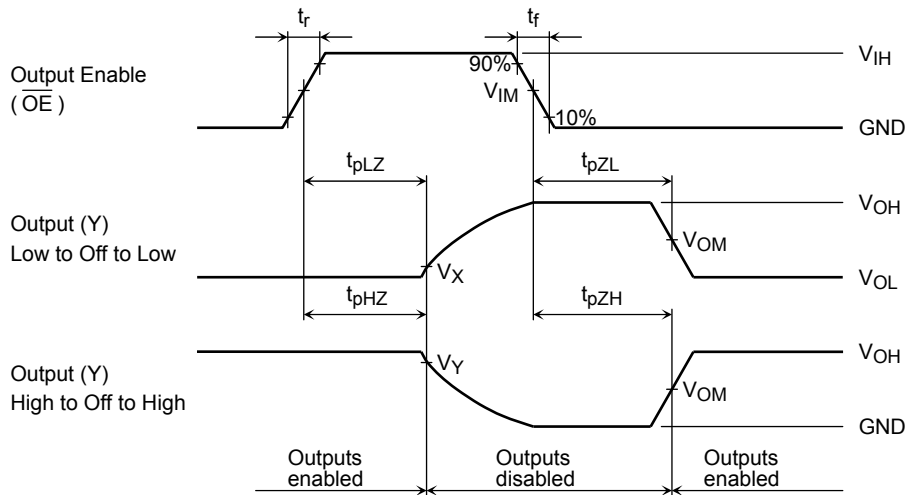 tr
tf
Output Enable
( OE )
90%
VIM
10%
VIH
GND
tpLZ
tpZL
Output (Y)
Low to Off to Low
VX
VOM
VOH
VOL
tpHZ
tpZH
Output (Y)
High to Off to High
VY
VOM
VOH
GND
Outputs
enabled
Outputs
disabled
Outputs
enabled